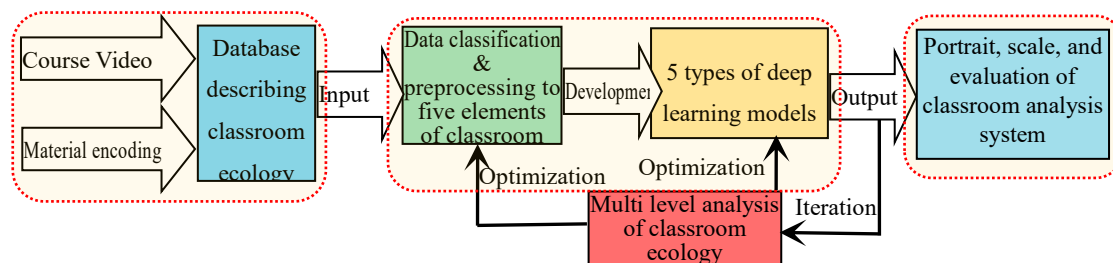 Course Video
Material encoding
Database
describing
classroom
ecology
Input
Data classification
&
preprocessing to
five elements
of classroom
Developmen
5 types of deep
learning models
Output
Portrait, scale, and
evaluation of
classroom analysis
system
Optimization
Optimization
Multi level analysis
of classroom
ecology
Iteration